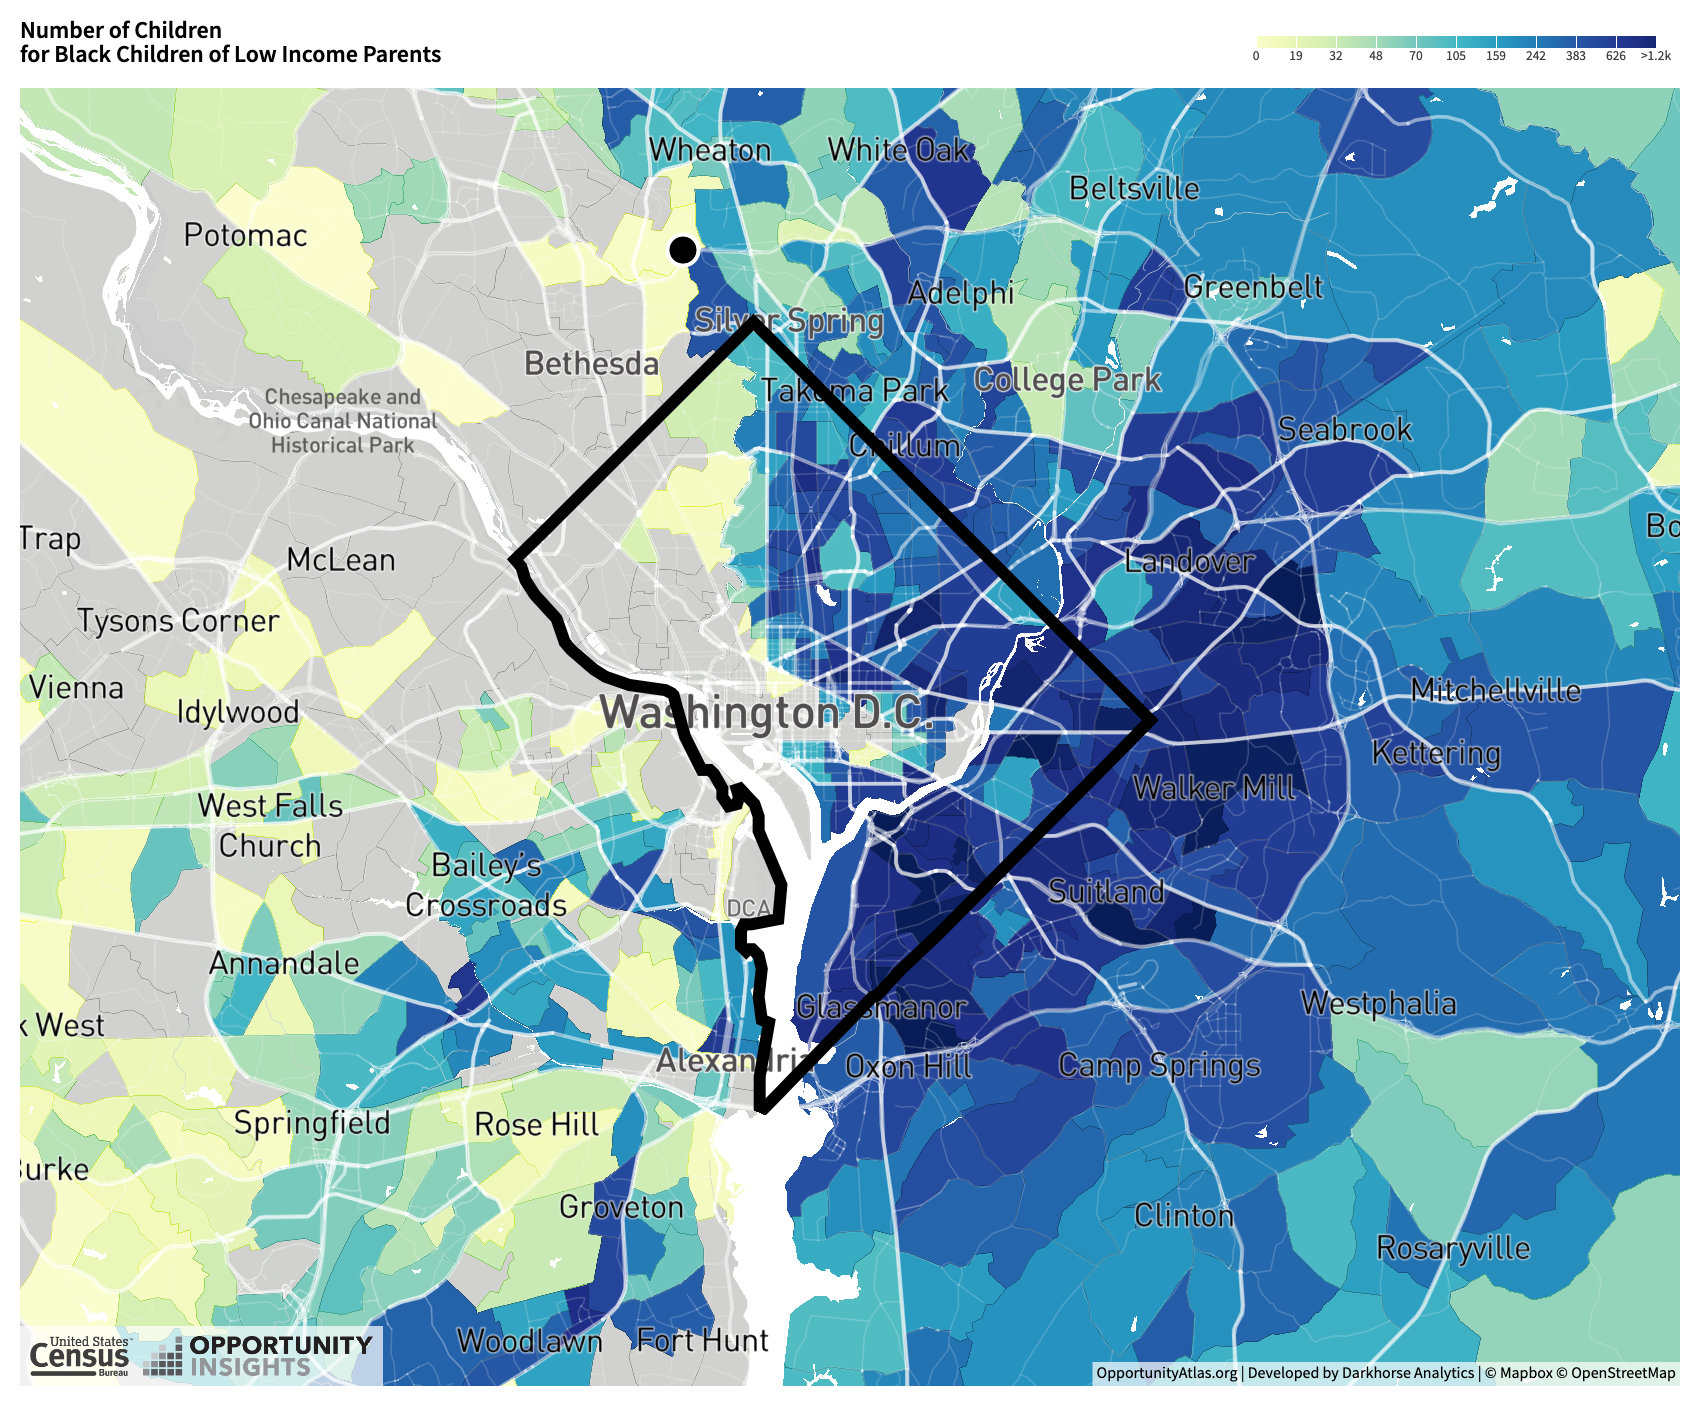 Number of Children
for Black Children of Low Income Parents
0 19 32 48 70 105 159 242 383 626 >1.2k
Wheaton
White Oak
Beltsville
Potomac
Adelphi
Greenbelt
Silver Spring
Bethesda
College Park
Takoma Park
Chesapeake and
Ohio Canal National
Historical Park
Chillum
Seabrook
Trap
Bo
McLean
Landover
Tysons Corner
Vienna
Mitchellville
Idylwood
Washington D.C.
Kettering
Walker Mill
West Falls
Church
Bailey's
Crossroads
Suitland
DCA
Annandale
Glassmanor
Westphalia
k West
Alexandria
Oxon Hill
Camp Springs
Springfield
Rose Hill
Burke
Groveton
Clinton
Rosaryville
Woodlawn
Fort Hunt
United States
Census
Bureau
OPPORTUNITY
INSIGHTS
OpportunityAtlas.org | Developed by Darkhorse Analytics | © Mapbox © OpenStreetMap